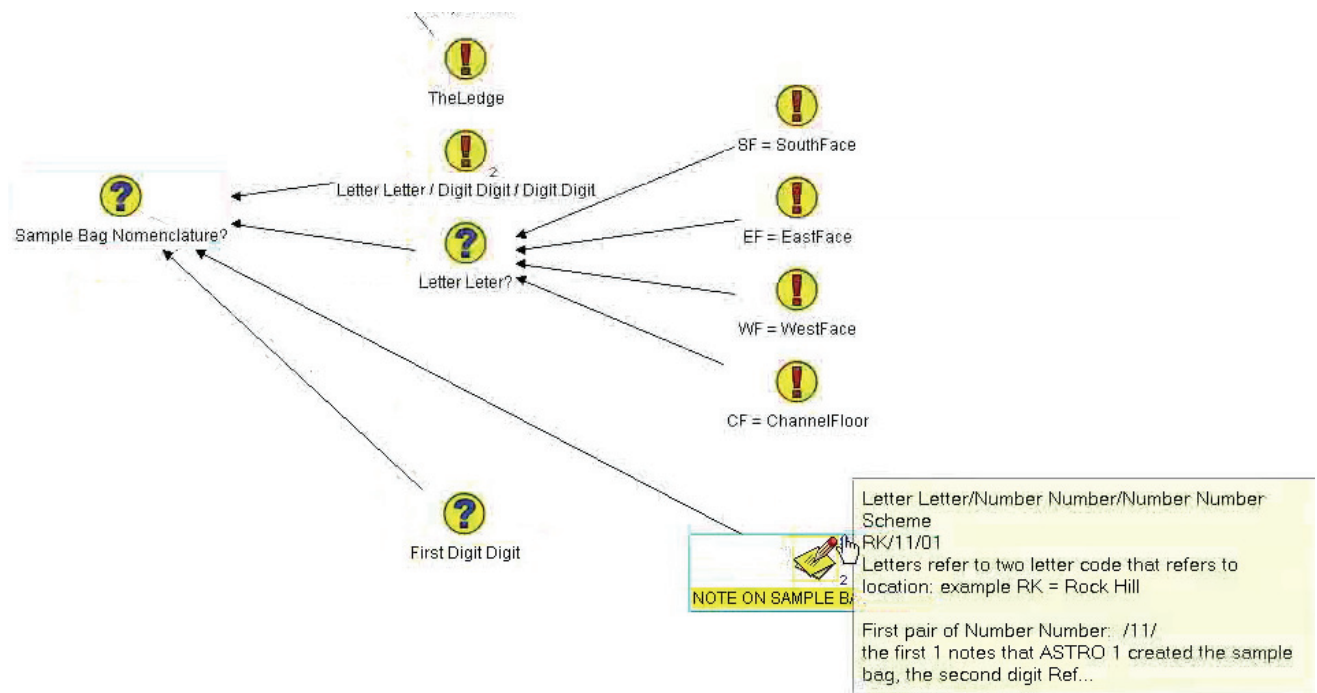 TheLedge
2
Letter Letter / Digit Digit / Digit Digit
Sample Bag Nomenclature?
Letter Leter?
SF = SouthFace
EF = EastFace
WF = WestFace
CF = ChannelFloor
First Digit Digit
2
NOTE ON SAMPLE BA
Letter Letter/Number Number/Number Number
Scheme
RK/11/01
Letters refer to two letter code that refers to
location: example RK = Rock Hill
First pair of Number Number: /11/
the first 1 notes that ASTRO 1 created the sample
bag, the second digit Ref...